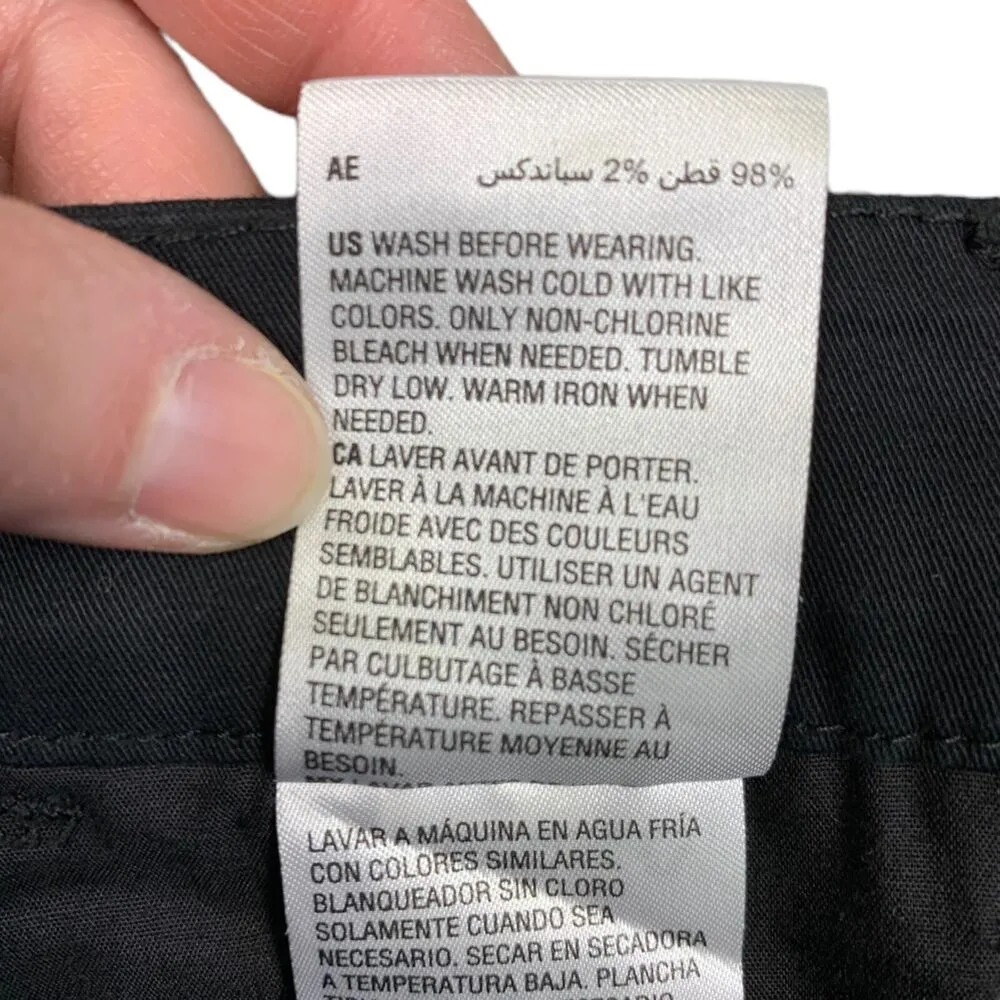 AE 98% قطن 2% سباندكس
US WASH BEFORE WEARING.
MACHINE WASH COLD WITH LIKE
COLORS. ONLY NON-CHLORINE
BLEACH WHEN NEEDED. TUMBLE
DRY LOW. WARM IRON WHEN
NEEDED.
CA LAVER AVANT DE PORTER.
LAVER À LA MACHINE À L'EAU
FROIDE AVEC DES COULEURS
SEMBLABLES. UTILISER UN AGENT
DE BLANCHIMENT NON CHLORÉ
SEULEMENT AU BESOIN. SÉCHER
PAR CULBUTAGE À BASSE
TEMPÉRATURE. REPASSER À
TEMPÉRATURE MOYENNE AU
BESOIN.
LAVAR A MÁQUINA EN AGUA FRÍA
CON COLORES SIMILARES.
BLANQUEADOR SIN CLORO
SOLAMENTE CUANDO SEA
NECESARIO. SECAR EN SECADORA
A TEMPERATURA BAJA. PLANCHA